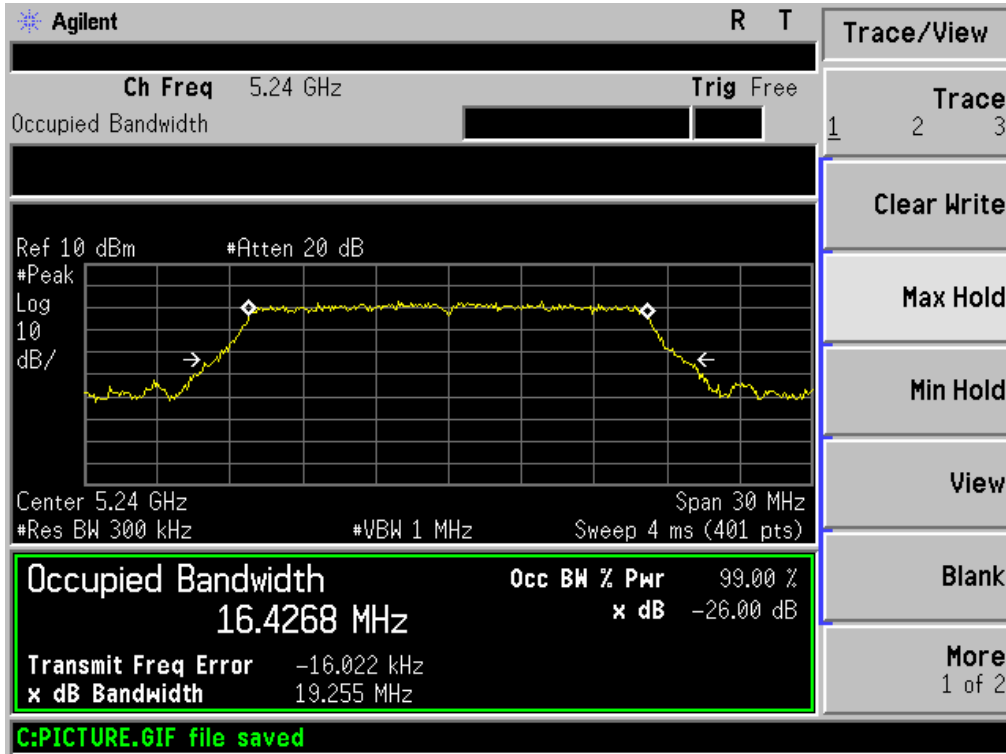 Agilent R T
Ch Freq 5.24 GHz Trig Free
Occupied Bandwidth
Ref 10 dBm #Atten 20 dB
#Peak
Log
10
dB/
Center 5.24 GHz Span 30 MHz
#Res BW 300 kHz #VBW 1 MHz Sweep 4 ms (401 pts)
Occupied Bandwidth
16.4268 MHz
Occ BW % Pwr 99.00 %
x dB -26.00 dB
Transmit Freq Error -16.022 kHz
x dB Bandwidth 19.255 MHz
C:PICTURE.GIF file saved
Trace/View
Trace
1 2 3
Clear Write
Max Hold
Min Hold
View
Blank
More
1 of 2